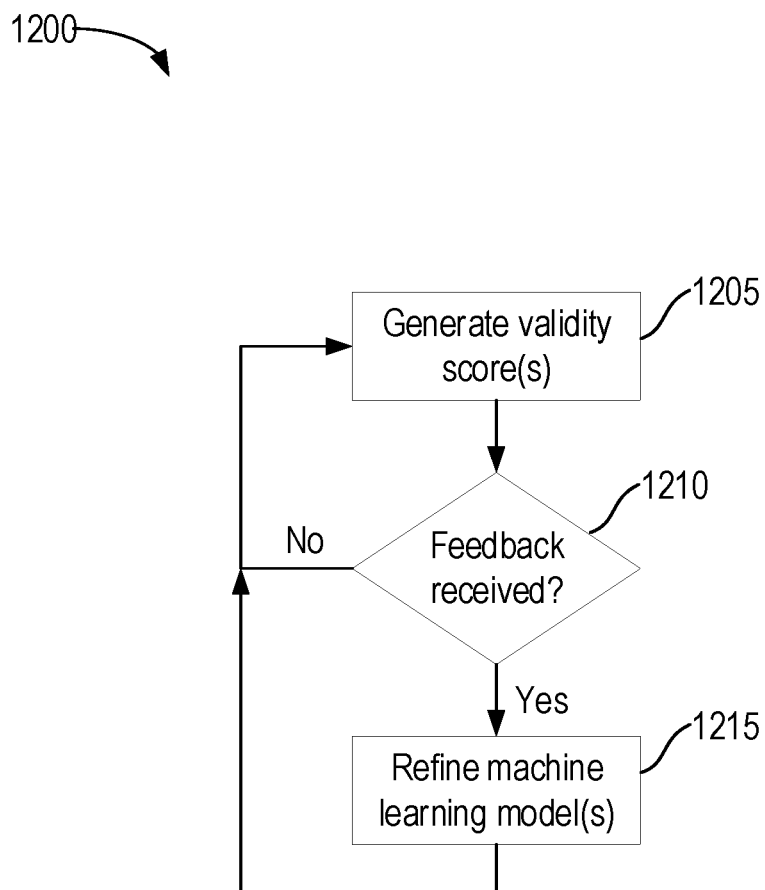 1200
1205
Generate validity
score(s)
1210
No
Feedback
received?
Yes
1215
Refine machine
learning model(s)